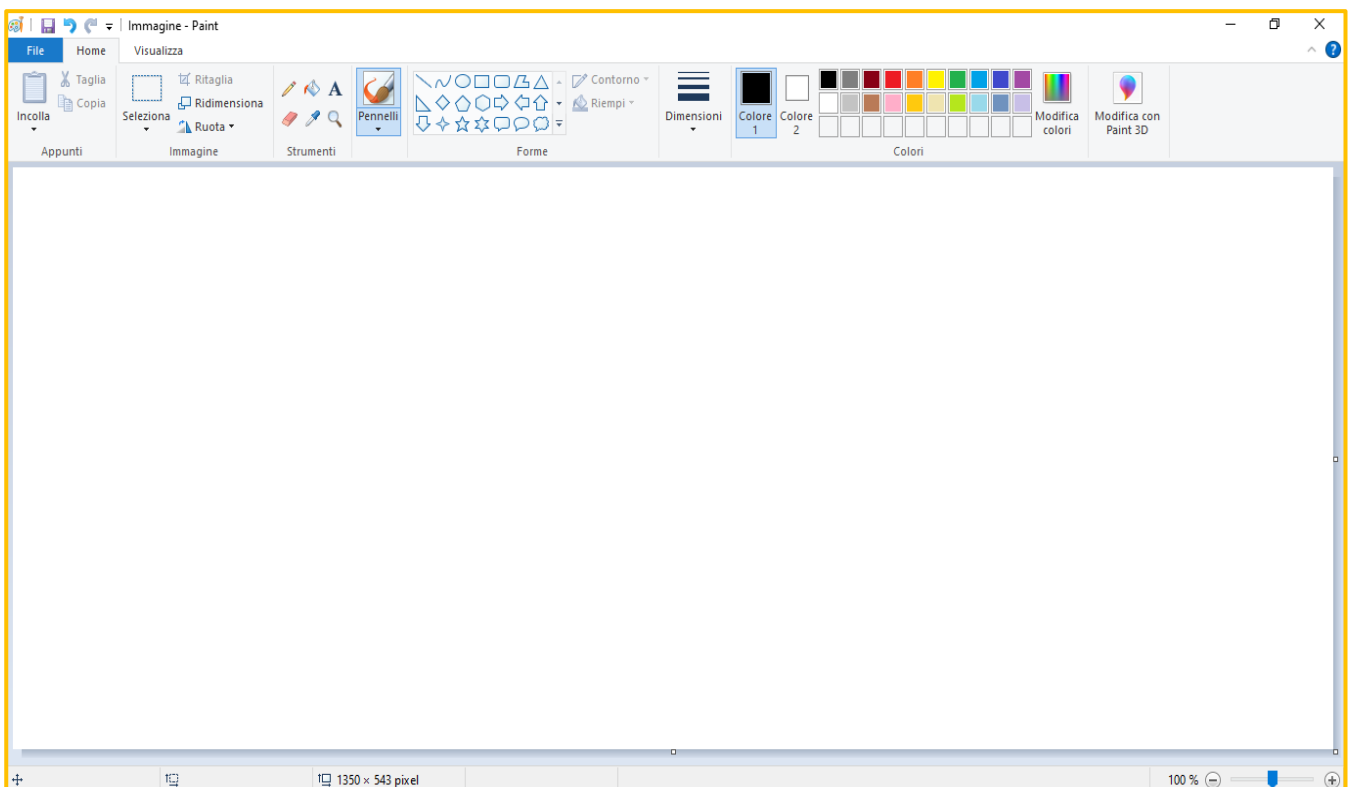 Immagine - Paint
File Home Visualizza
Incolla
Taglia
Copia
Appunti
Seleziona
Ritaglia
Ridimensiona
Ruota
Immagine
A
Strumenti
Pennelli
Contorno
Riempi
Forme
Dimensioni
Colore
1
Colore
2
Modifica
colori
Colori
Modifica con
Paint 3D
1350 × 543 pixel
100 %